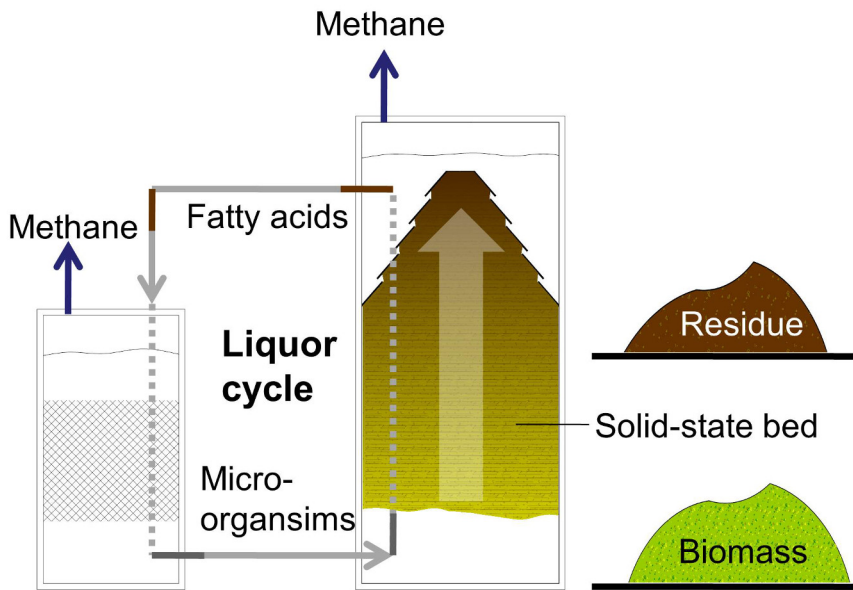 Methane
Fatty acids
Methane
Liquor
cycle
Residue
Solid-state bed
Micro-
organsims
Biomass